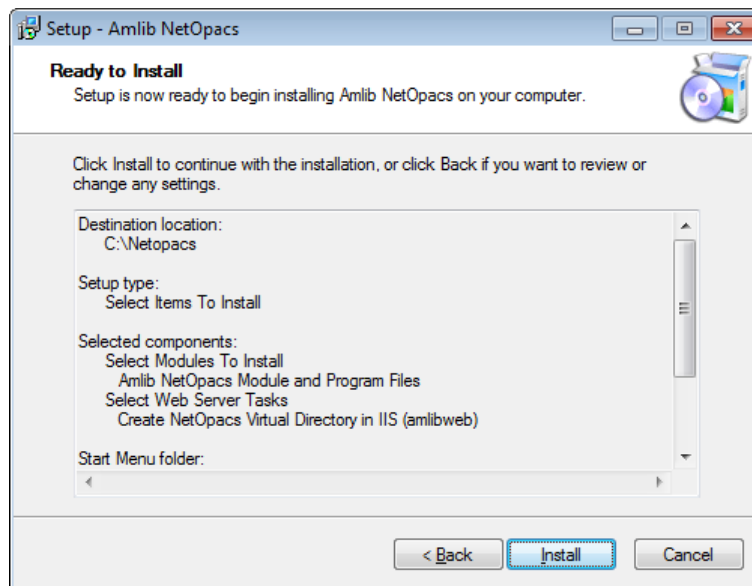 Setup - Amlib NetOpacs
Ready to Install
Setup is now ready to begin installing Amlib NetOpacs on your computer.
Click Install to continue with the installation, or click Back if you want to review or
change any settings.
Destination location:
C:\Netopacs
Setup type:
Select Items To Install
Selected components:
Select Modules To Install
Amlib NetOpacs Module and Program Files
Select Web Server Tasks
Create NetOpacs Virtual Directory in IIS (amlibweb)
Start Menu folder:
< Back
Install
Cancel